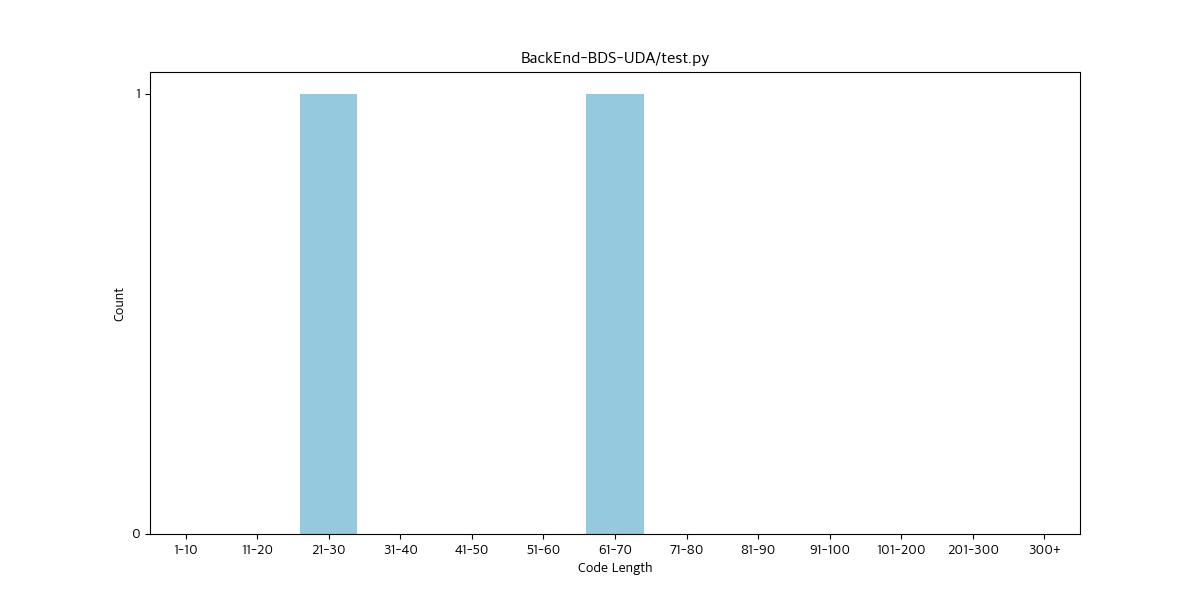 BackEnd-BDS-UDA/test.py
1
Count
0
1-10 11-20 21-30 31-40 41-50 51-60 61-70 71-80 81-90 91-100 101-200 201-300 300+
Code Length